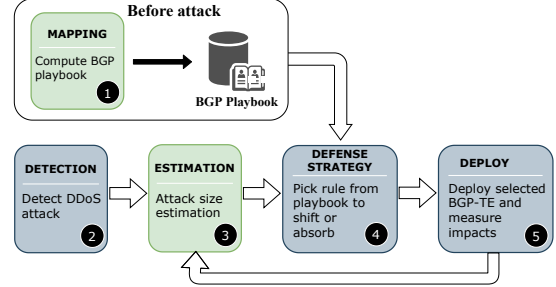 Before attack
MAPPING
Compute BGP
playbook
1
BGP Playbook
DETECTION
Detect DDoS
attack
2
ESTIMATION
Attack size
estimation
3
DEFENSE
STRATEGY
Pick rule from
playbook to
shift or
absorb
4
DEPLOY
Deploy selected
BGP-TE and
measure
impacts
5